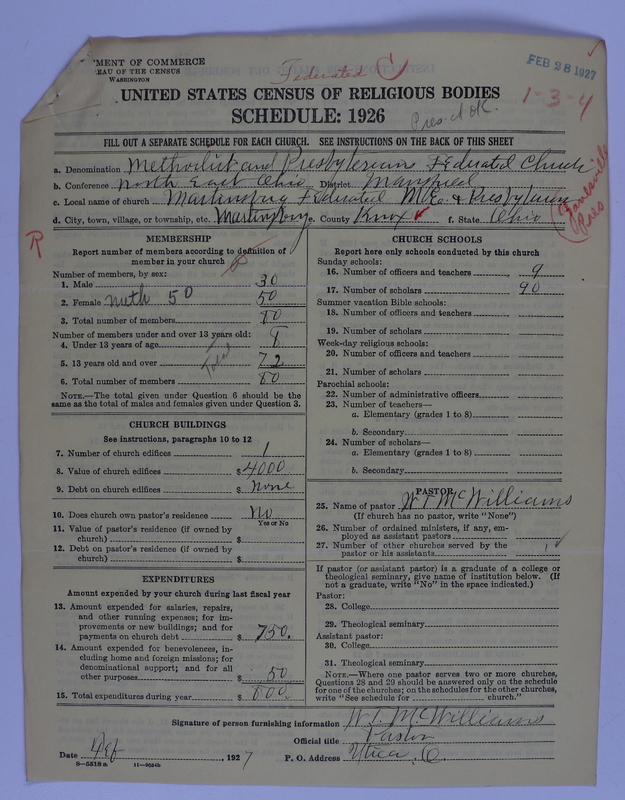 TMENT OF COMMERCE
EAU OF THE CENSUS
WASHINGTON
Federated
FEB 28 1927
UNITED STATES CENSUS OF RELIGIOUS BODIES
1-3-4
SCHEDULE: 1926
Pres. A OK.
FILL OUT A SEPARATE SCHEDULE FOR EACH CHURCH. SEE INSTRUCTIONS ON THE BACK OF THIS SHEET
a. Denomination Methodist and Presbyterians Federated Church
b. Conference North East Ohio District Mansfield
c. Local name of church Martinsburg Federated M.E. & Presbyterian
d. City, town, village, or township, etc. Martinsburg e. County Knox f. State Ohio
(Zanesville Pres)
R
MEMBERSHIP
Report number of members according to definition of
member in your church
Number of members, by sex:
1. Male 30
2. Female meth 50 50
3. Total number of members 80
Number of members under and over 13 years old:
4. Under 13 years of age 8
5. 13 years old and over 72
Total
6. Total number of members 80
NOTE.—The total given under Question 6 should be the
same as the total of males and females given under Question 3.
CHURCH BUILDINGS
See instructions, paragraphs 10 to 12
7. Number of church edifices 1
8. Value of church edifices $ 4000
9. Debt on church edifices $ None
10. Does church own pastor's residence No
Yes or No
11. Value of pastor's residence (if owned by
church) $
12. Debt on pastor's residence (if owned by
church) $
EXPENDITURES
Amount expended by your church during last fiscal year
13. Amount expended for salaries, repairs,
and other running expenses; for im-
provements or new buildings; and for
payments on church debt $ 750.
14. Amount expended for benevolences, in-
cluding home and foreign missions; for
denominational support; and for all
other purposes $ 50
15. Total expenditures during year $ 800
CHURCH SCHOOLS
Report here only schools conducted by this church
Sunday schools:
16. Number of officers and teachers 9
17. Number of scholars 90
Summer vacation Bible schools:
18. Number of officers and teachers
19. Number of scholars
Week-day religious schools:
20. Number of officers and teachers
21. Number of scholars
Parochial schools:
22. Number of administrative officers
23. Number of teachers—
a. Elementary (grades 1 to 8)
b. Secondary
24. Number of scholars—
a. Elementary (grades 1 to 8)
b. Secondary
PASTOR
25. Name of pastor W T McWilliams
(If church has no pastor, write "None")
26. Number of ordained ministers, if any, em-
ployed as assistant pastors
27. Number of other churches served by the
pastor or his assistants 1
If pastor (or assistant pastor) is a graduate of a college or
theological seminary, give name of institution below. (If
not a graduate, write "No" in the space indicated.)
Pastor:
28. College
29. Theological seminary
Assistant pastor:
30. College
31. Theological seminary
NOTE.—Where one pastor serves two or more churches,
Questions 28 and 29 should be answered only on the schedule
for one of the churches; on the schedules for the other churches,
write "See schedule for church."
Signature of person furnishing information W. T. McWilliams
Official title Pastor
Date , 1927 P. O. Address Utica, O.
8—5518a 11—9604b